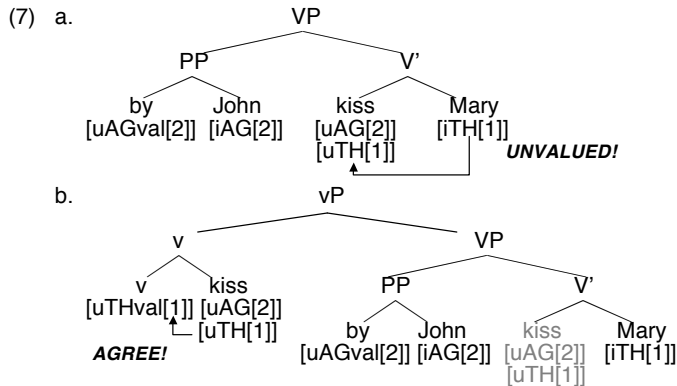 (7) a. VP
PP V’
by John kiss Mary
[uAGval[2]] [iAG[2]] [uAG[2]] [iTH[1]]
[uTH[1]] UNVALUED!
b. vP
v VP
v kiss PP V’
[uTHval[1]] [uAG[2]] by John kiss Mary
[uTH[1]] [uAGval[2]] [iAG[2]] [uAG[2]] [iTH[1]]
AGREE! [uTH[1]]